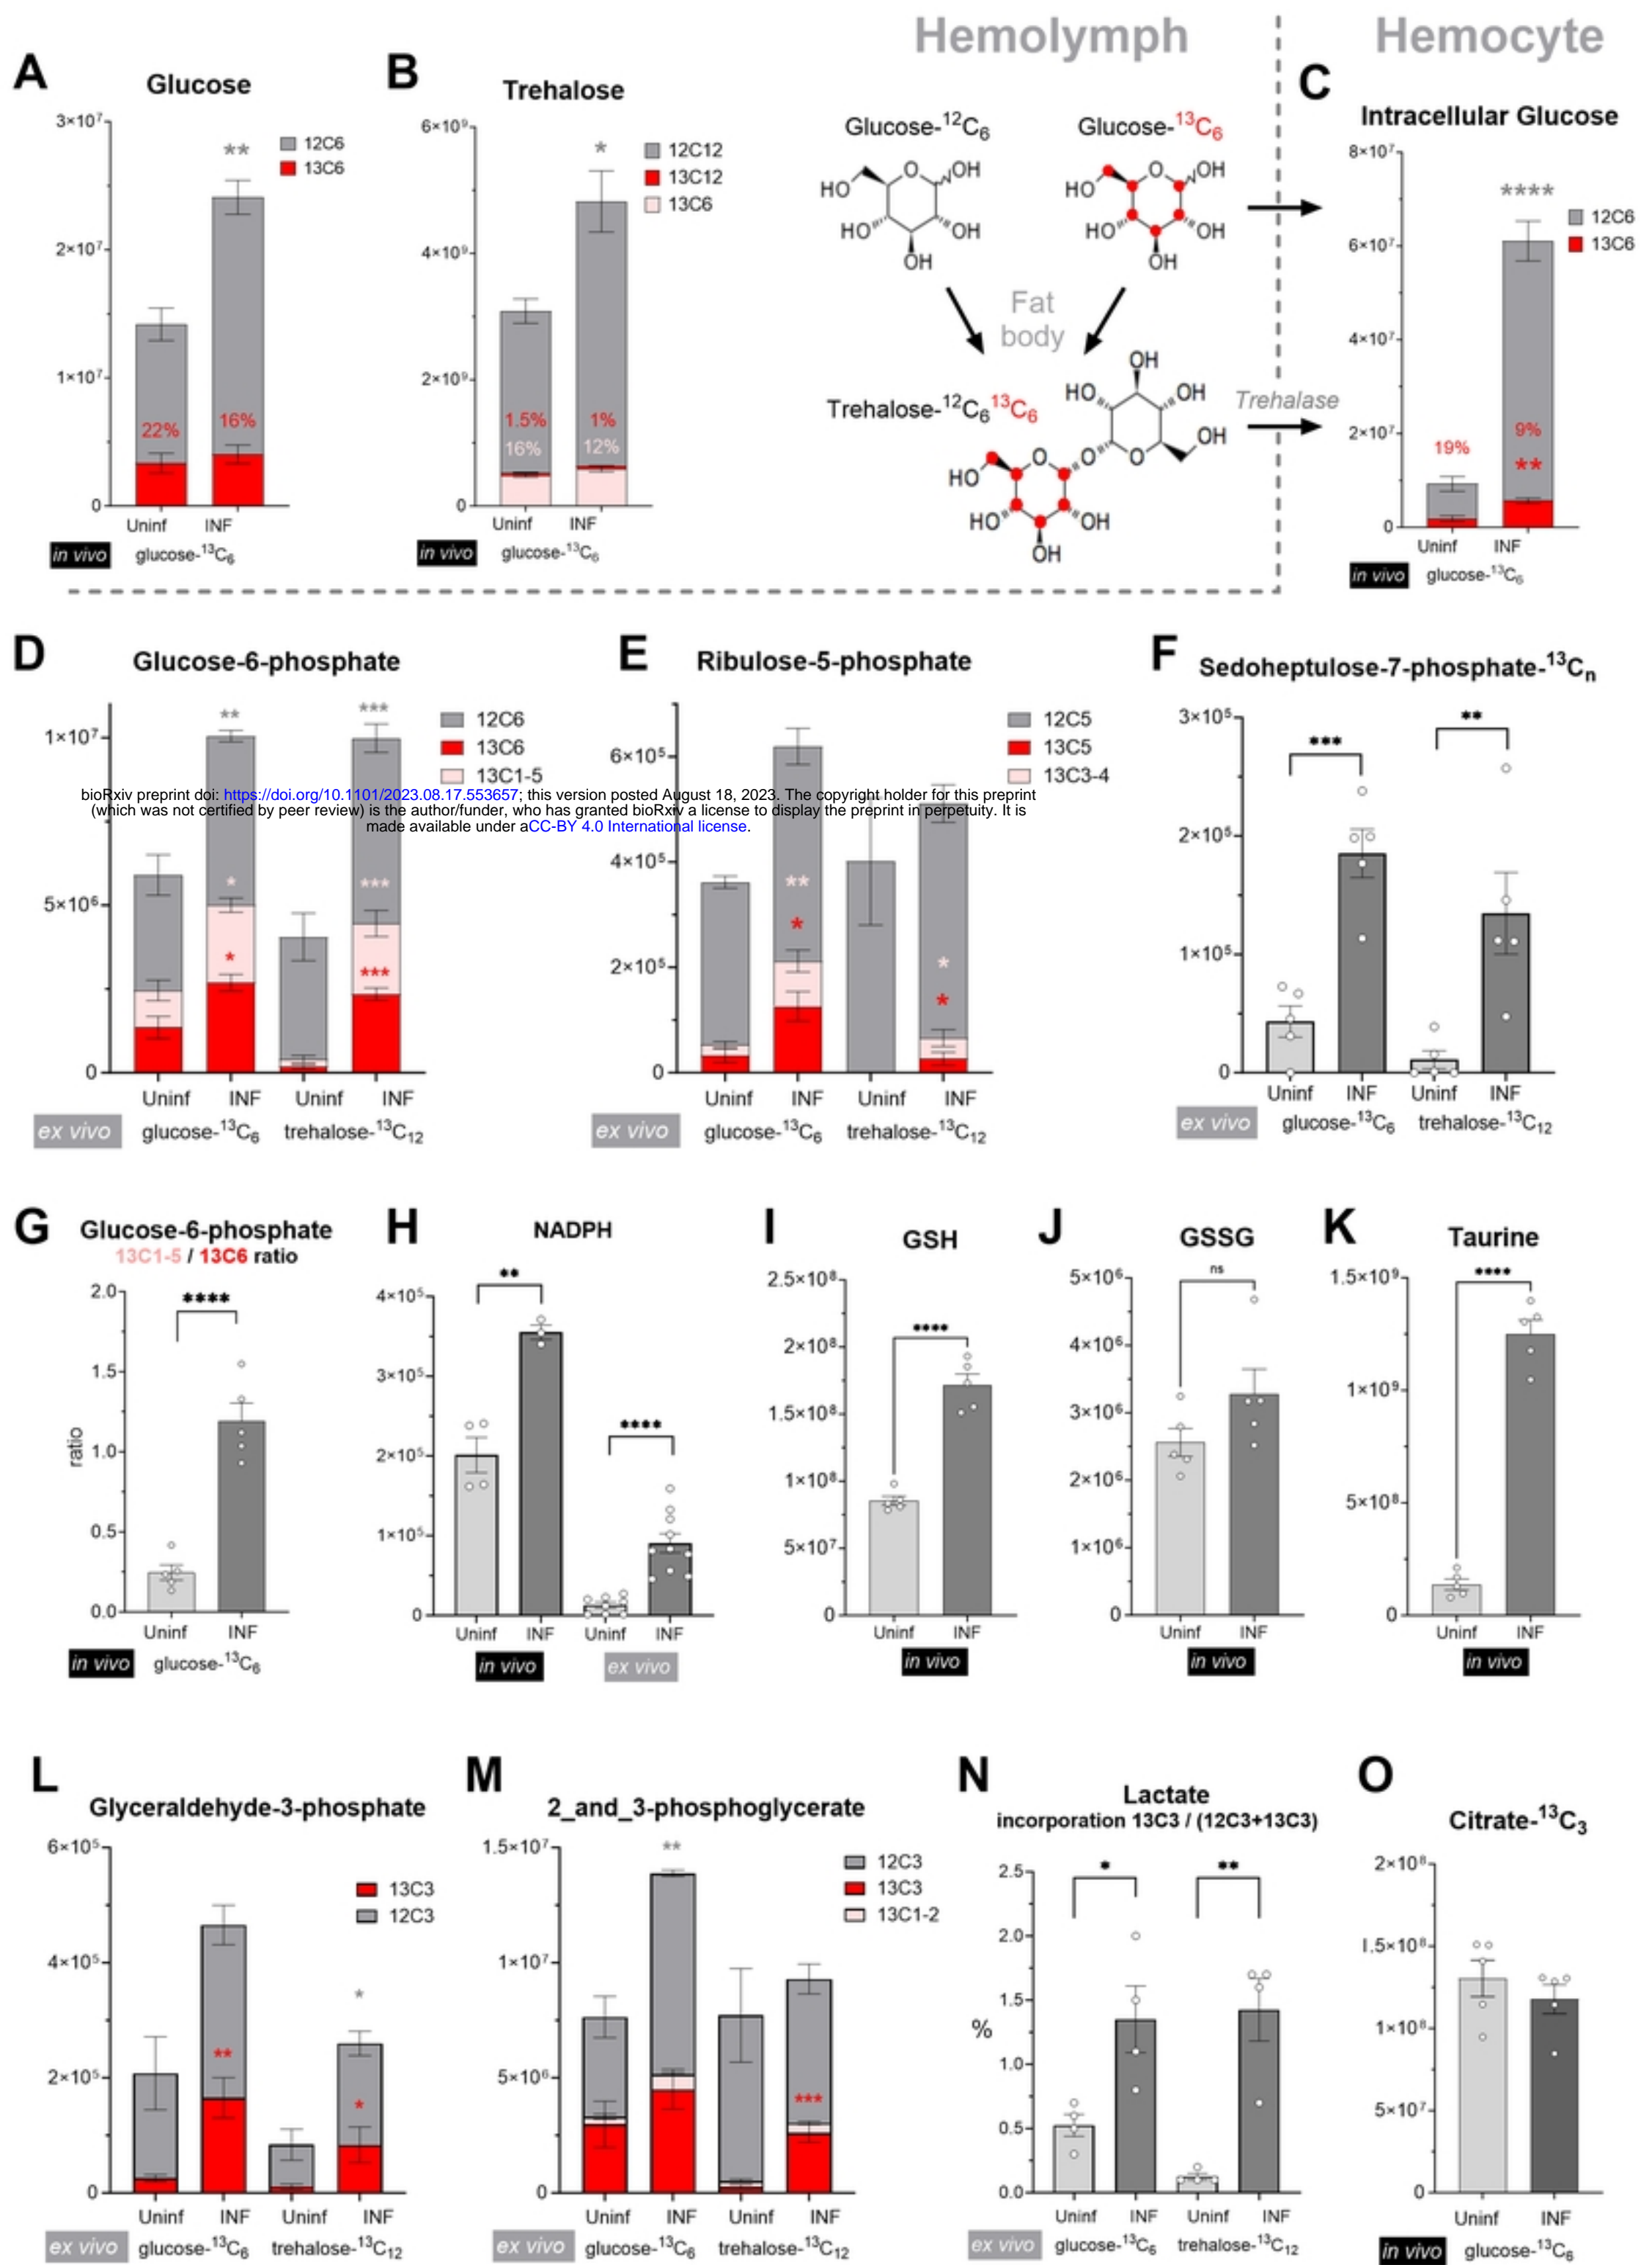 Hemolymph
Hemocyte
A
Glucose
3×10⁷
2×10⁷
1×10⁷
0
**
12C6
13C6
22%
16%
Uninf
INF
in vivo
glucose-¹³C₆
B
Trehalose
6×10⁹
4×10⁹
2×10⁹
0
*
12C12
13C12
13C6
1.5%
1%
16%
12%
Uninf
INF
in vivo
glucose-¹³C₆
Glucose-¹²C₆
Glucose-¹³C₆
HO
O
OH
HO
OH
OH
HO
O
OH
HO
OH
OH
Fat
body
Trehalose-¹²C₆¹³C₆
OH
HO
OH
OH
O
O
O
HO
HO
OH
OH
Trehalase
C
Intracellular Glucose
8×10⁷
6×10⁷
4×10⁷
2×10⁷
0
****
12C6
13C6
19%
9%
**
Uninf
INF
in vivo
glucose-¹³C₆
D
Glucose-6-phosphate
1×10⁷
5×10⁶
0
**
***
*
***
*
***
12C6
13C6
13C1-5
Uninf
INF
Uninf
INF
ex vivo
glucose-¹³C₆
trehalose-¹³C₁₂
E
Ribulose-5-phosphate
6×10⁵
4×10⁵
2×10⁵
0
**
*
*
*
12C5
13C5
13C3-4
Uninf
INF
Uninf
INF
ex vivo
glucose-¹³C₆
trehalose-¹³C₁₂
bioRxiv preprint doi: https://doi.org/10.1101/2023.08.17.553657; this version posted August 18, 2023. The copyright holder for this preprint
(which was not certified by peer review) is the author/funder, who has granted bioRxiv a license to display the preprint in perpetuity. It is
made available under aCC-BY 4.0 International license.
F
Sedoheptulose-7-phosphate-¹³Cₙ
3×10⁵
2×10⁵
1×10⁵
0
***
**
Uninf
INF
Uninf
INF
ex vivo
glucose-¹³C₆
trehalose-¹³C₁₂
G
Glucose-6-phosphate
13C1-5 / 13C6 ratio
ratio
2.0
1.5
1.0
0.5
0.0
****
Uninf
INF
in vivo
glucose-¹³C₆
H
NADPH
4×10⁵
3×10⁵
2×10⁵
1×10⁵
0
**
****
Uninf
INF
Uninf
INF
in vivo
ex vivo
I
GSH
2.5×10⁸
2×10⁸
1.5×10⁸
1×10⁸
5×10⁷
0
****
Uninf
INF
in vivo
J
GSSG
5×10⁶
4×10⁶
3×10⁶
2×10⁶
1×10⁶
0
ns
Uninf
INF
in vivo
K
Taurine
1.5×10⁹
1×10⁹
5×10⁸
0
****
Uninf
INF
in vivo
L
Glyceraldehyde-3-phosphate
6×10⁵
4×10⁵
2×10⁵
0
13C3
12C3
**
*
*
Uninf
INF
Uninf
INF
ex vivo
glucose-¹³C₆
trehalose-¹³C₁₂
M
2_and_3-phosphoglycerate
1.5×10⁷
1×10⁷
5×10⁶
0
**
***
12C3
13C3
13C1-2
Uninf
INF
Uninf
INF
ex vivo
glucose-¹³C₆
trehalose-¹³C₁₂
N
Lactate
incorporation 13C3 / (12C3+13C3)
%
2.5
2.0
1.5
1.0
0.5
0.0
*
**
Uninf
INF
Uninf
INF
ex vivo
glucose-¹³C₆
trehalose-¹³C₁₂
O
Citrate-¹³C₃
2×10⁸
1.5×10⁸
1×10⁸
5×10⁷
0
Uninf
INF
in vivo
glucose-¹³C₆